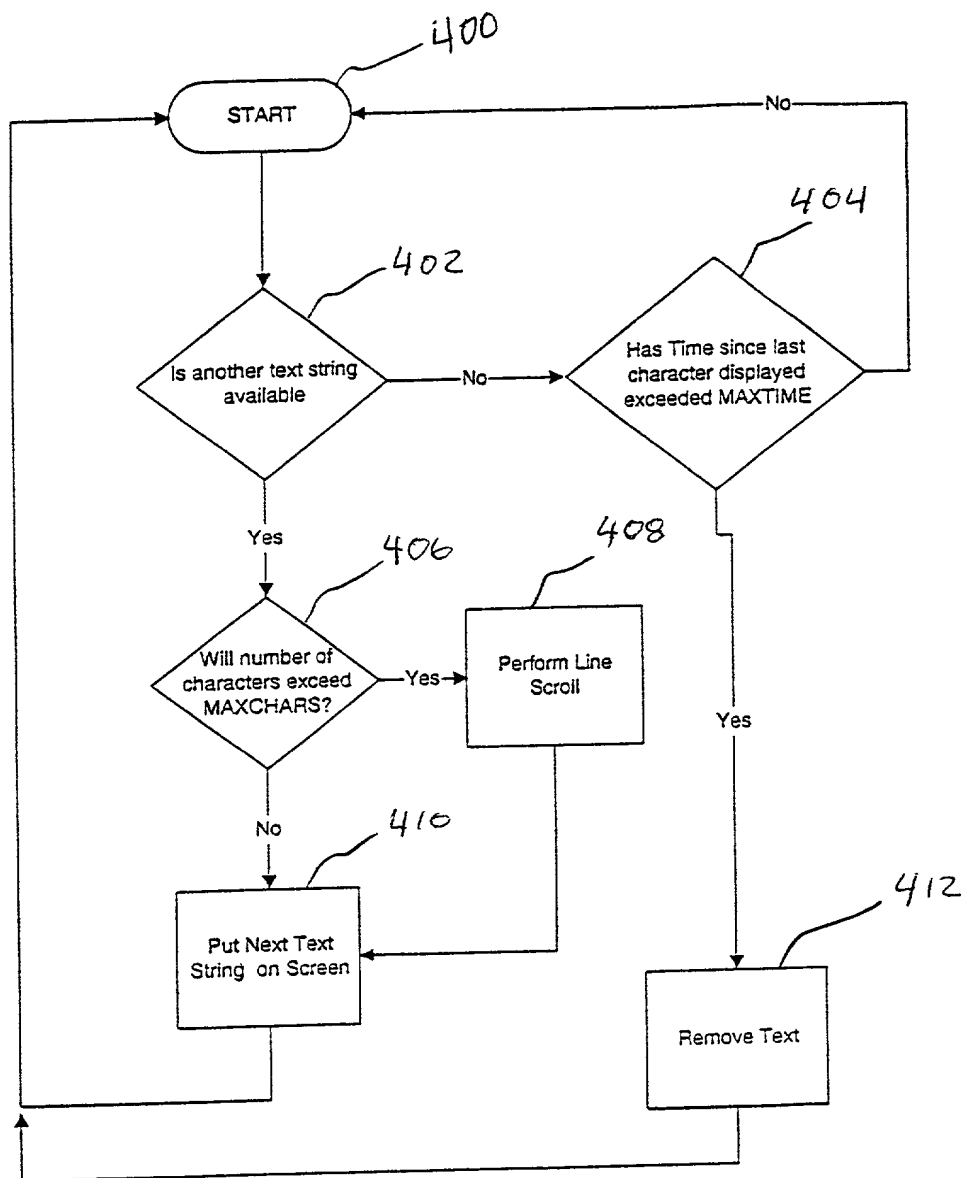 400
START
No
404
402
Is another text string
available
No
Has Time since last
character displayed
exceeded MAXTIME
Yes
406
408
Will number of
characters exceed
MAXCHARS?
Yes
Perform Line
Scroll
Yes
No
410
412
Put Next Text
String on Screen
Remove Text